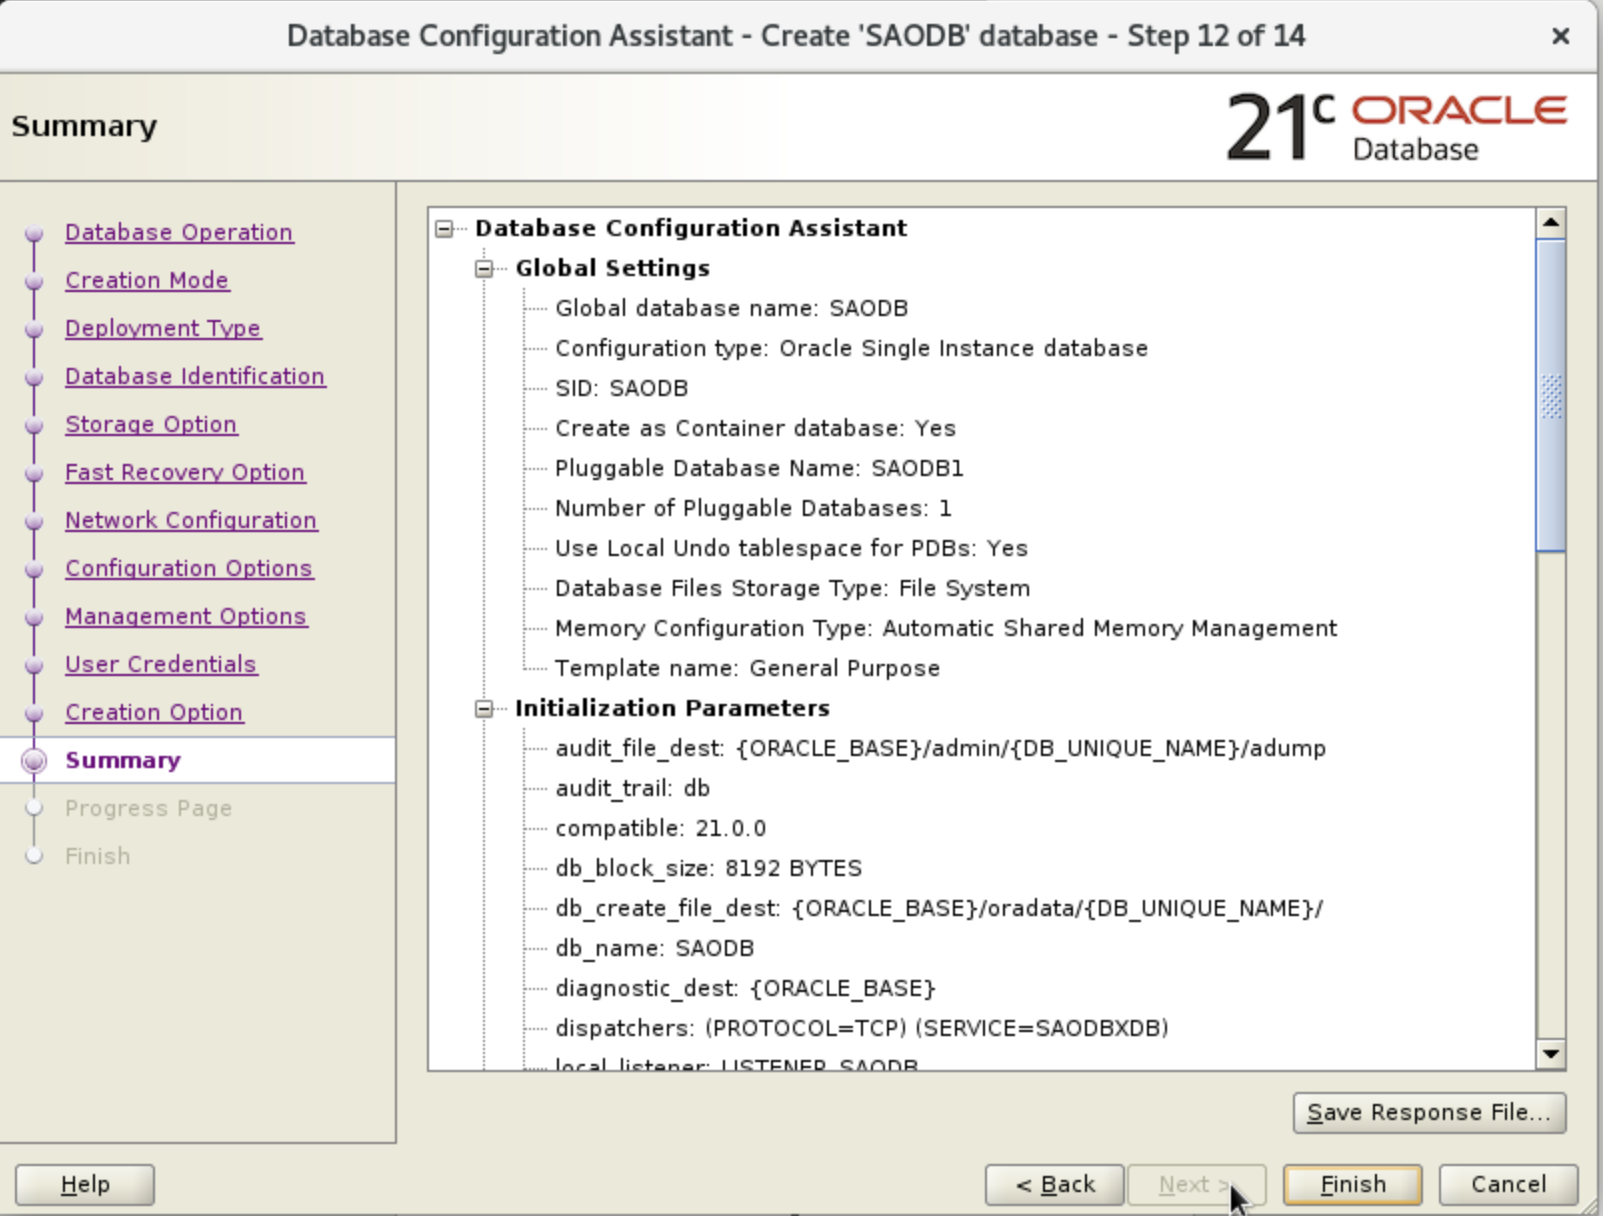 Database Configuration Assistant - Create 'SAODB' database - Step 12 of 14
Summary
21c ORACLE
Database
Database Operation
Creation Mode
Deployment Type
Database Identification
Storage Option
Fast Recovery Option
Network Configuration
Configuration Options
Management Options
User Credentials
Creation Option
Summary
Progress Page
Finish
Database Configuration Assistant
Global Settings
Global database name: SAODB
Configuration type: Oracle Single Instance database
SID: SAODB
Create as Container database: Yes
Pluggable Database Name: SAODB1
Number of Pluggable Databases: 1
Use Local Undo tablespace for PDBs: Yes
Database Files Storage Type: File System
Memory Configuration Type: Automatic Shared Memory Management
Template name: General Purpose
Initialization Parameters
audit_file_dest: {ORACLE_BASE}/admin/{DB_UNIQUE_NAME}/adump
audit_trail: db
compatible: 21.0.0
db_block_size: 8192 BYTES
db_create_file_dest: {ORACLE_BASE}/oradata/{DB_UNIQUE_NAME}/
db_name: SAODB
diagnostic_dest: {ORACLE_BASE}
dispatchers: (PROTOCOL=TCP) (SERVICE=SAODBXDB)
local_listener: LISTENER_SAODB
Save Response File...
Help
< Back
Next >
Finish
Cancel